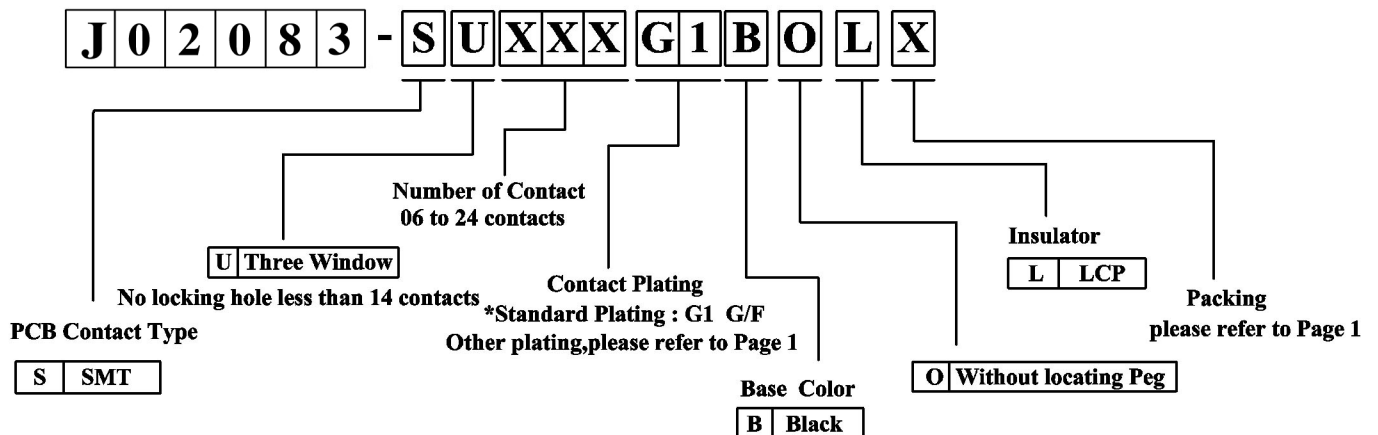 J02083-SUXXXG1BOLX
Number of Contact
06 to 24 contacts
U Three Window
No locking hole less than 14 contacts
PCB Contact Type
S SMT
Contact Plating
*Standard Plating : G1 G/F
Other plating,please refer to Page 1
Base Color
B Black
O Without locating Peg
Insulator
L LCP
Packing
please refer to Page 1